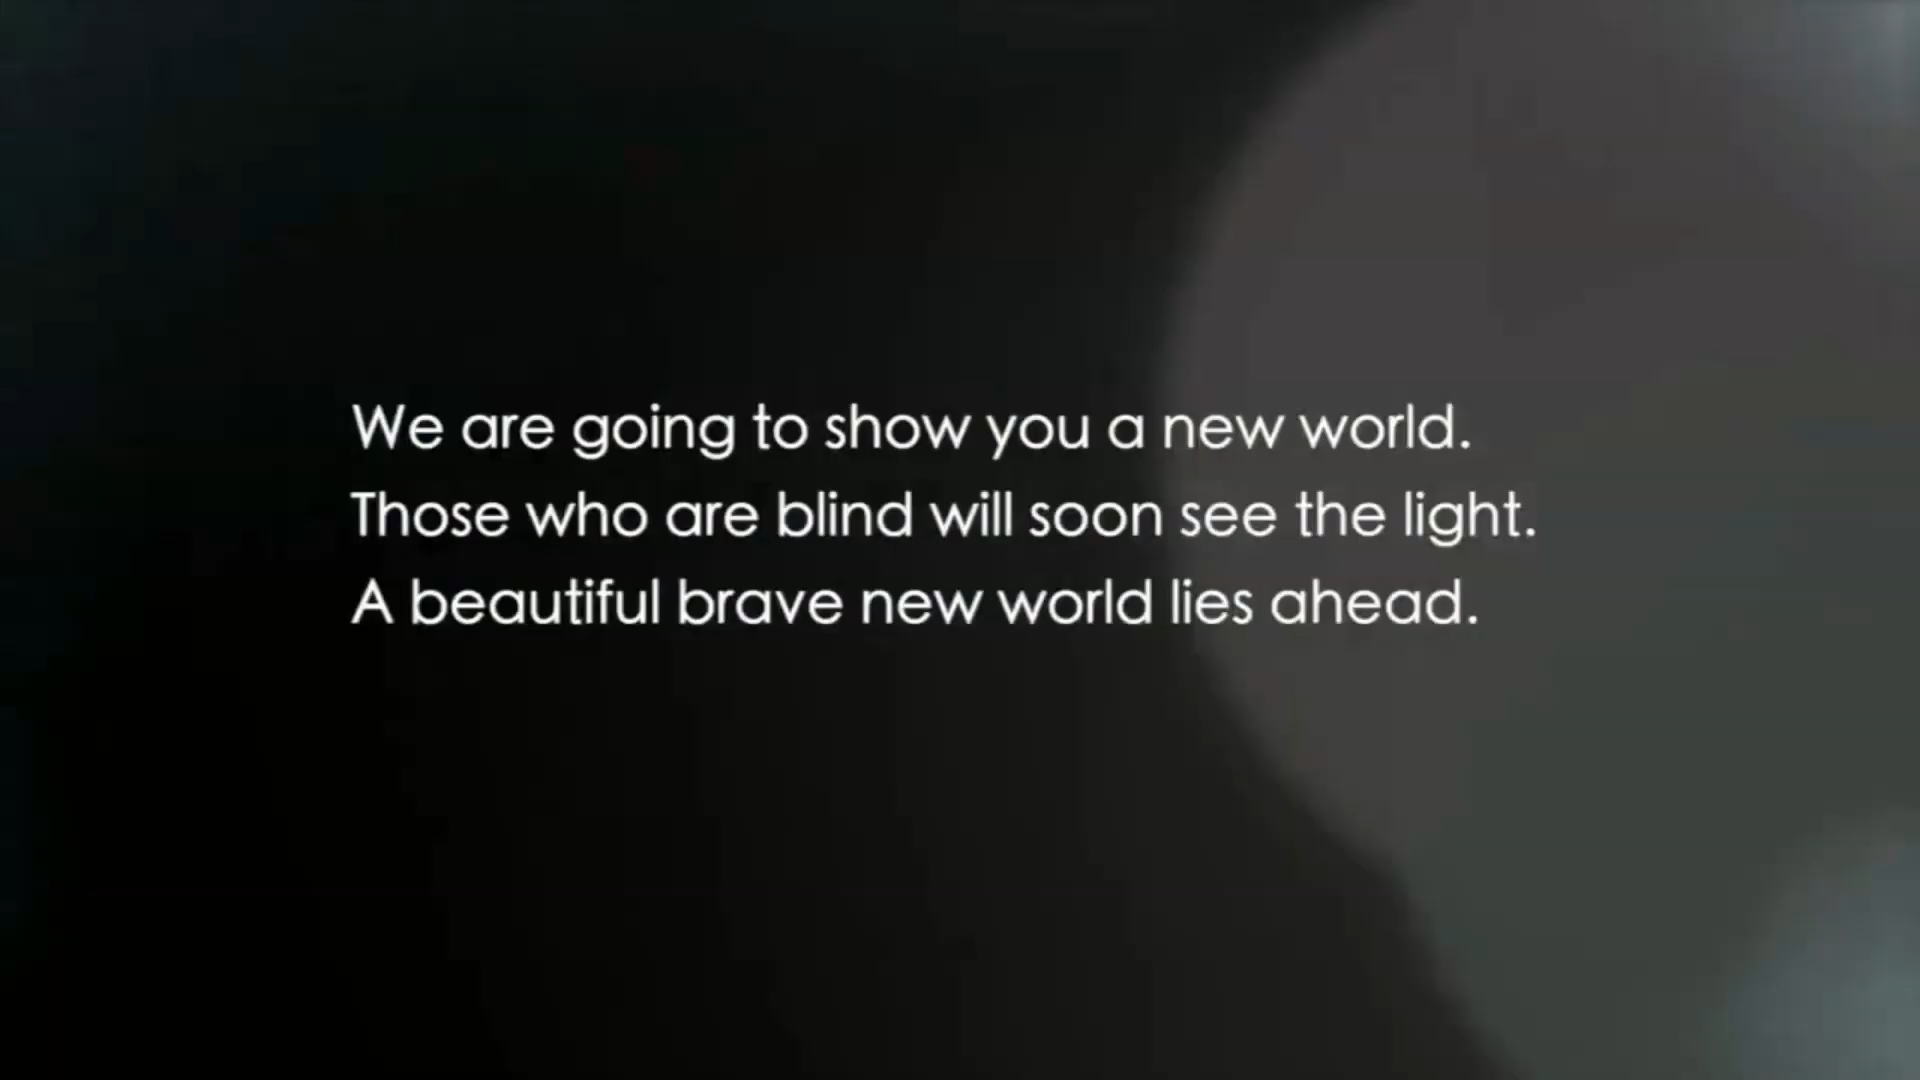 We are going to show you a new world.
Those who are blind will soon see the light.
A beautiful brave new world lies ahead.